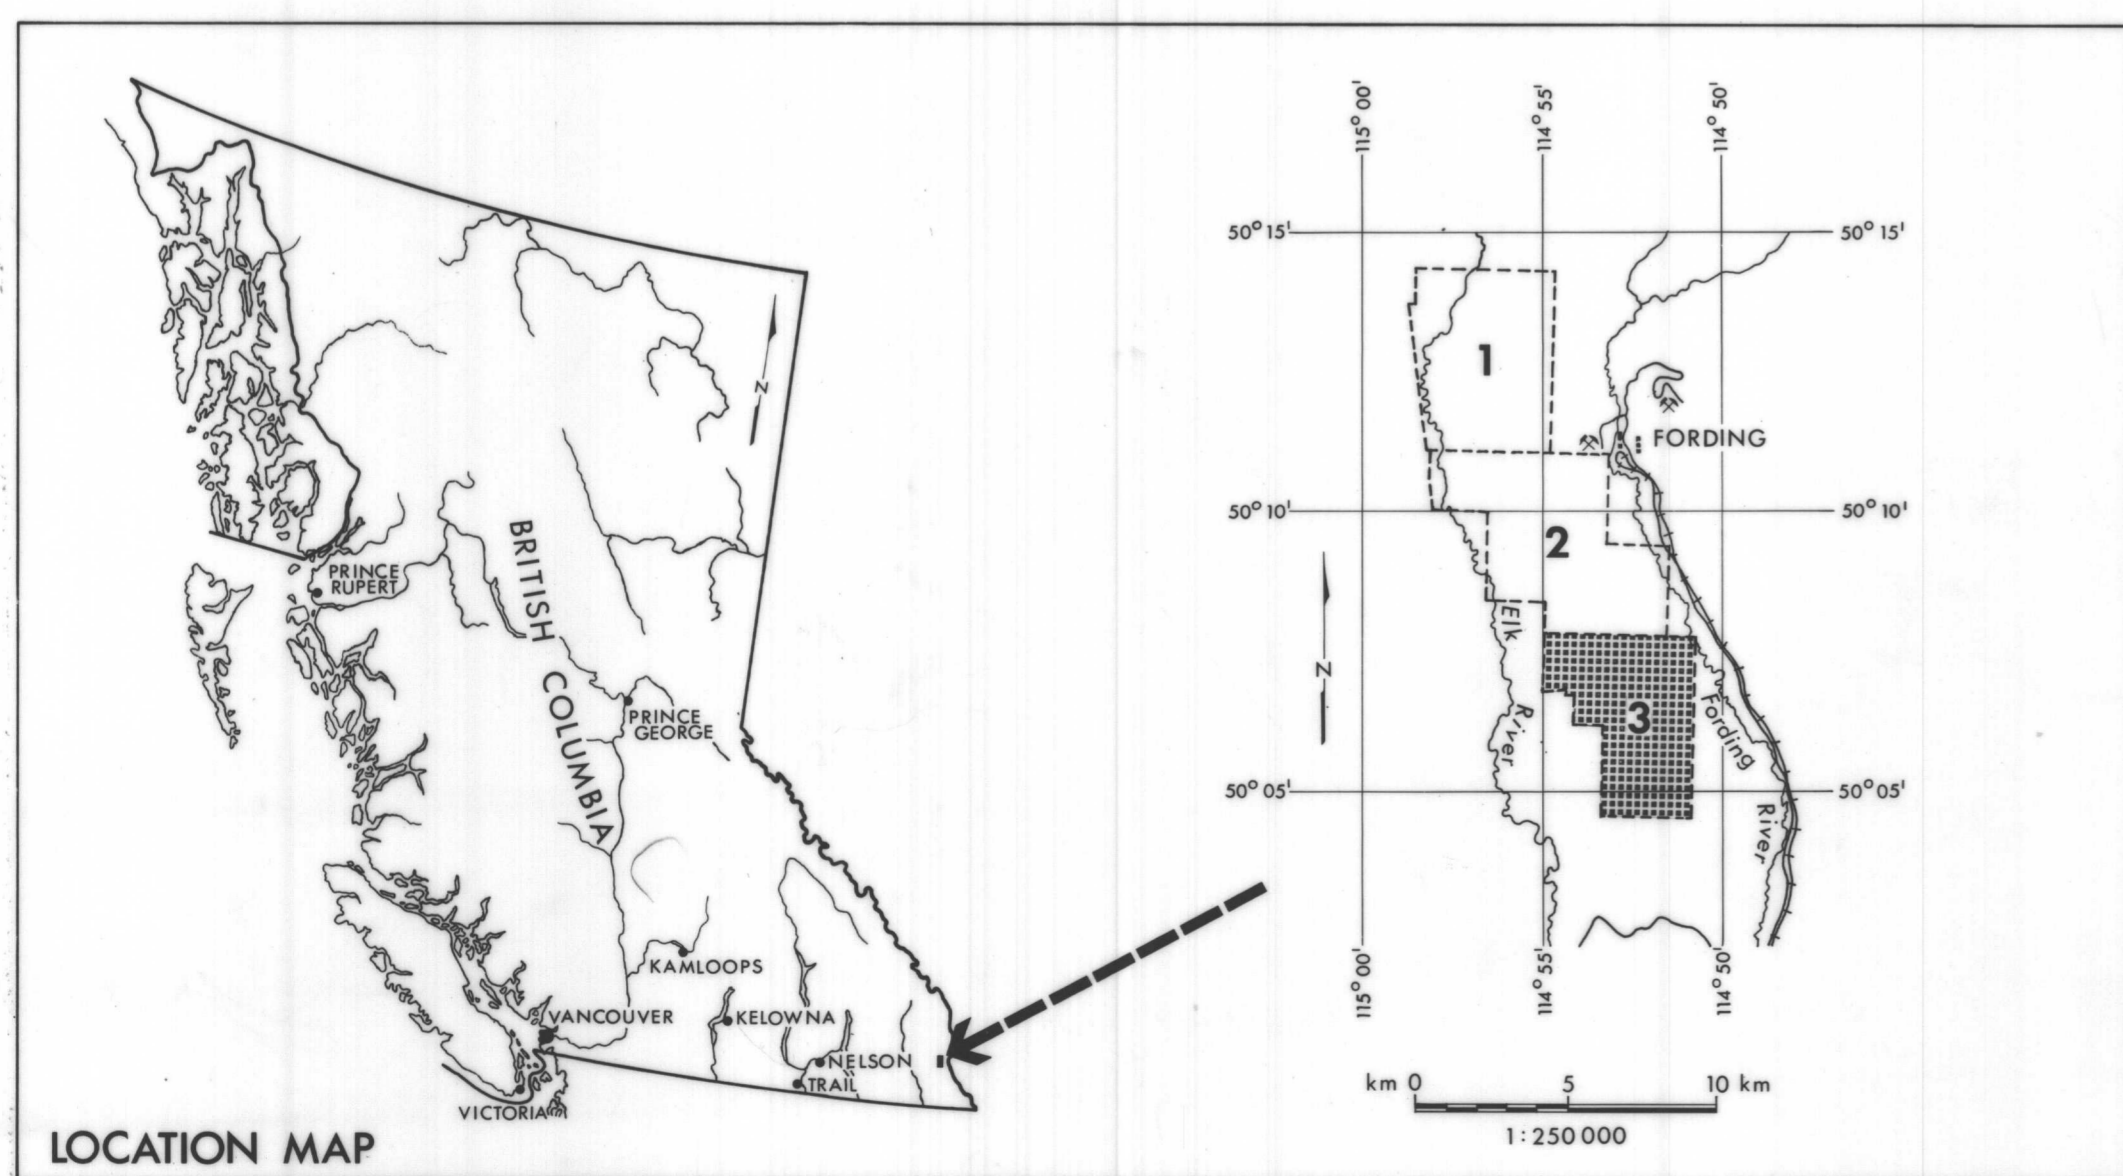 PRINCE
RUPERT
BRITISH
COLUMBIA
PRINCE
GEORGE
KAMLOOPS
VANCOUVER
KELOWNA
NELSON
TRAIL
VICTORIA
N
LOCATION MAP
115° 00'
114° 55'
114° 50'
50° 15'
50° 15'
1
FORDING
50° 10'
50° 10'
2
Elk
River
N
3
Fording
River
50° 05'
50° 05'
115° 00'
114° 55'
114° 50'
km 0 5 10 km
1:250 000